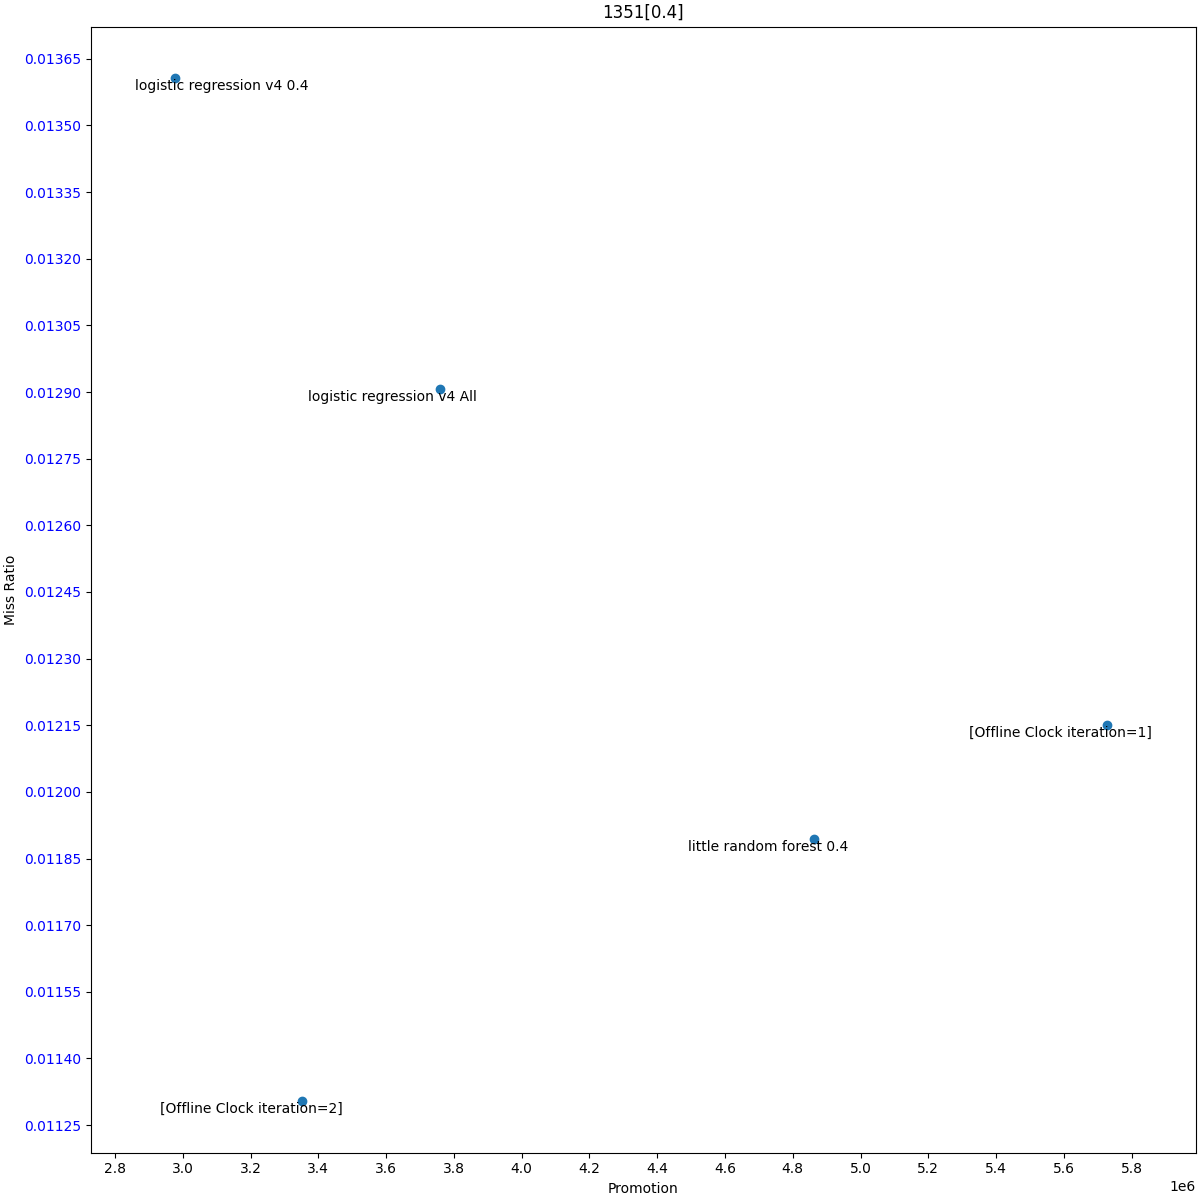 1351[0.4]
0.01365
logistic regression v4 0.4
0.01350
0.01335
0.01320
0.01305
0.01290
logistic regression v4 All
0.01275
0.01260
0.01245
Miss Ratio
0.01230
0.01215
[Offline Clock iteration=1]
0.01200
little random forest 0.4
0.01185
0.01170
0.01155
0.01140
[Offline Clock iteration=2]
0.01125
2.8 3.0 3.2 3.4 3.6 3.8 4.0 4.2 4.4 4.6 4.8 5.0 5.2 5.4 5.6 5.8
1e6
Promotion